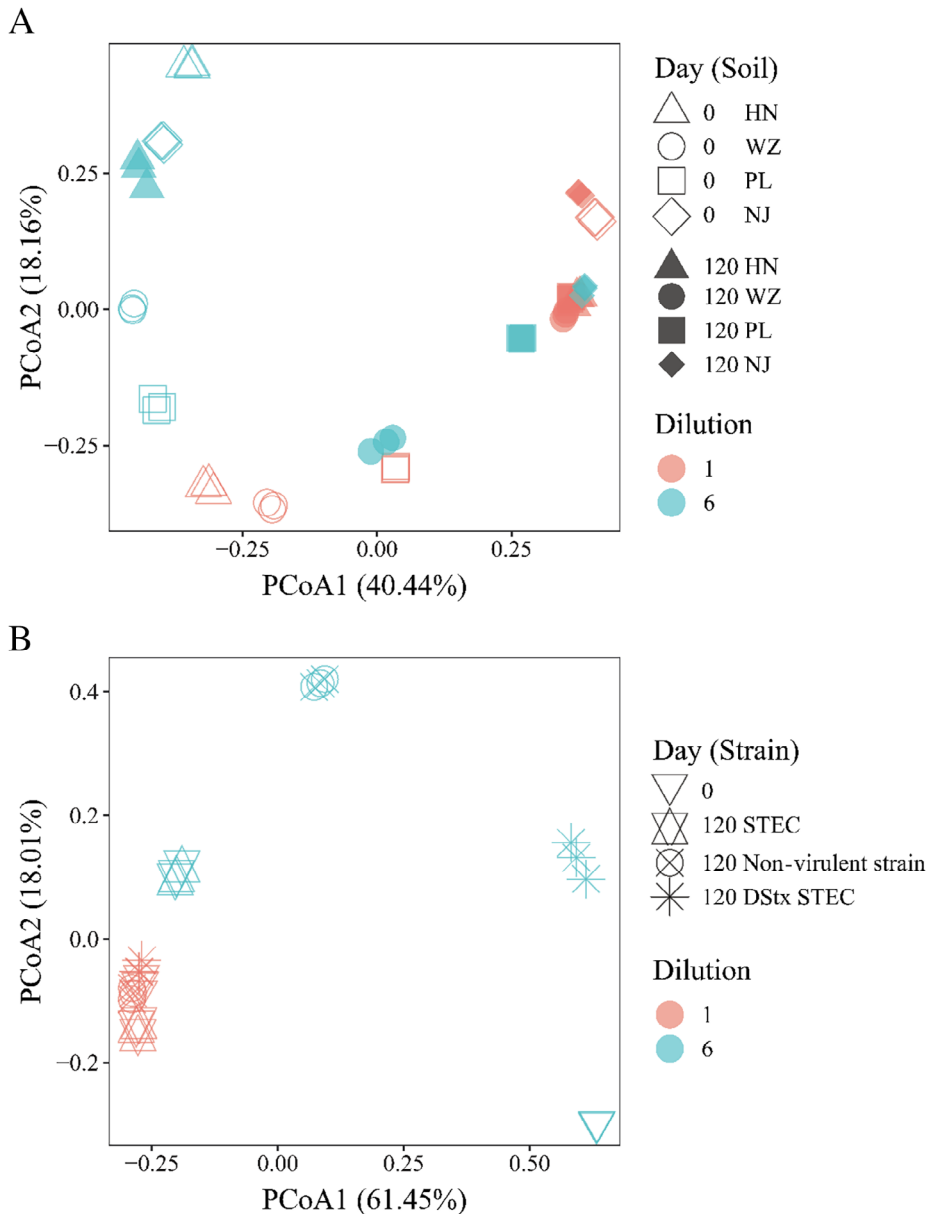 A
PCoA2 (18.16%)
0.25
0.00
−0.25
−0.25
0.00
0.25
PCoA1 (40.44%)
Day (Soil)
0 HN
0 WZ
0 PL
0 NJ
120 HN
120 WZ
120 PL
120 NJ
Dilution
1
6
B
PCoA2 (18.01%)
0.4
0.2
0.0
−0.2
−0.25
0.00
0.25
0.50
PCoA1 (61.45%)
Day (Strain)
0
120 STEC
120 Non-virulent strain
120 DStx STEC
Dilution
1
6